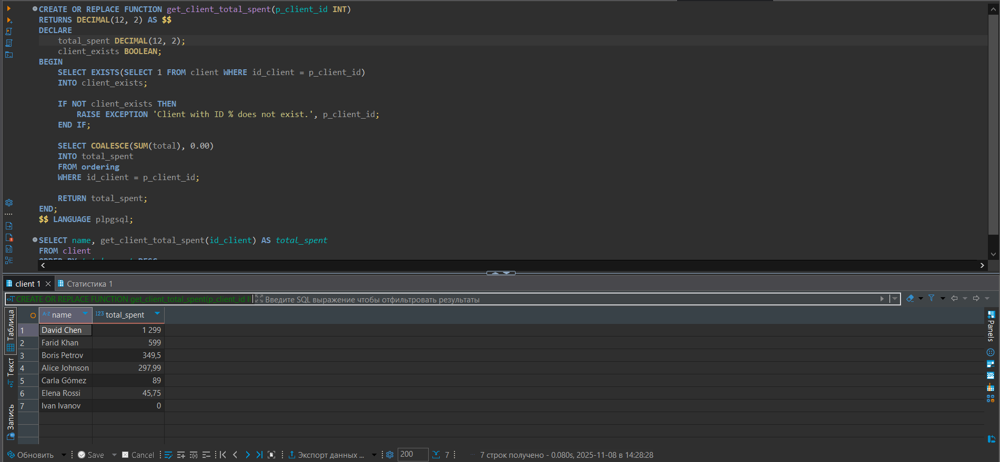 CREATE OR REPLACE FUNCTION get_client_total_spent(p_client_id INT)
RETURNS DECIMAL(12, 2) AS $$
DECLARE
    total_spent DECIMAL(12, 2);
    client_exists BOOLEAN;
BEGIN
    SELECT EXISTS(SELECT 1 FROM client WHERE id_client = p_client_id)
    INTO client_exists;
    IF NOT client_exists THEN
        RAISE EXCEPTION 'Client with ID % does not exist.', p_client_id;
    END IF;
    SELECT COALESCE(SUM(total), 0.00)
    INTO total_spent
    FROM ordering
    WHERE id_client = p_client_id;
    RETURN total_spent;
END;
$$ LANGUAGE plpgsql;
SELECT name, get_client_total_spent(id_client) AS total_spent
FROM client
ORDER BY total_spent DESC
client 1 Статистика 1
CREATE OR REPLACE FUNCTION get_client_total_spent(p_client_id Введите SQL выражение чтобы отфильтровать результаты
Таблица
Текст
Запись
A-Z name 123 total_spent
1 David Chen 1 299
2 Farid Khan 599
3 Boris Petrov 349,5
4 Alice Johnson 297,99
5 Carla Gómez 89
6 Elena Rossi 45,75
7 Ivan Ivanov 0
Panels
Обновить Save Cancel Экспорт данных ... 200 7 7 строк получено - 0.080s, 2025-11-08 в 14:28:28